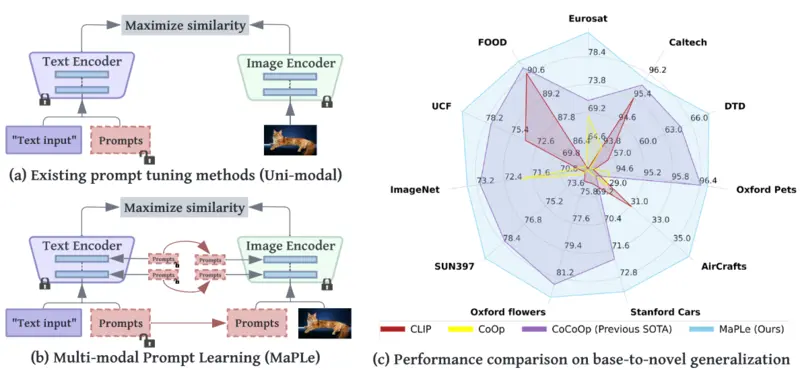 Maximize similarity
Text Encoder
Image Encoder
"Text input"
Prompts
(a) Existing prompt tuning methods (Uni-modal)
Maximize similarity
Text Encoder
Image Encoder
Prompts
Prompts
Prompts
Prompts
"Text input"
Prompts
Prompts
(b) Multi-modal Prompt Learning (MaPLe)
Eurosat
FOOD
Caltech
UCF
DTD
ImageNet
Oxford Pets
SUN397
AirCrafts
Oxford flowers
Stanford Cars
78.4
73.8
69.2
64.6
96.2
95.4
94.6
93.8
66.0
63.0
60.0
57.0
96.4
95.8
95.2
94.6
35.0
33.0
31.0
29.0
72.8
71.6
70.4
69.2
81.2
79.4
77.6
75.8
78.4
76.8
75.2
73.6
73.2
72.4
71.6
70.8
78.2
75.4
72.6
69.8
90.6
89.2
87.8
86.4
CLIP
CoOp
CoCoOp (Previous SOTA)
MaPLe (Ours)
(c) Performance comparison on base-to-novel generalization